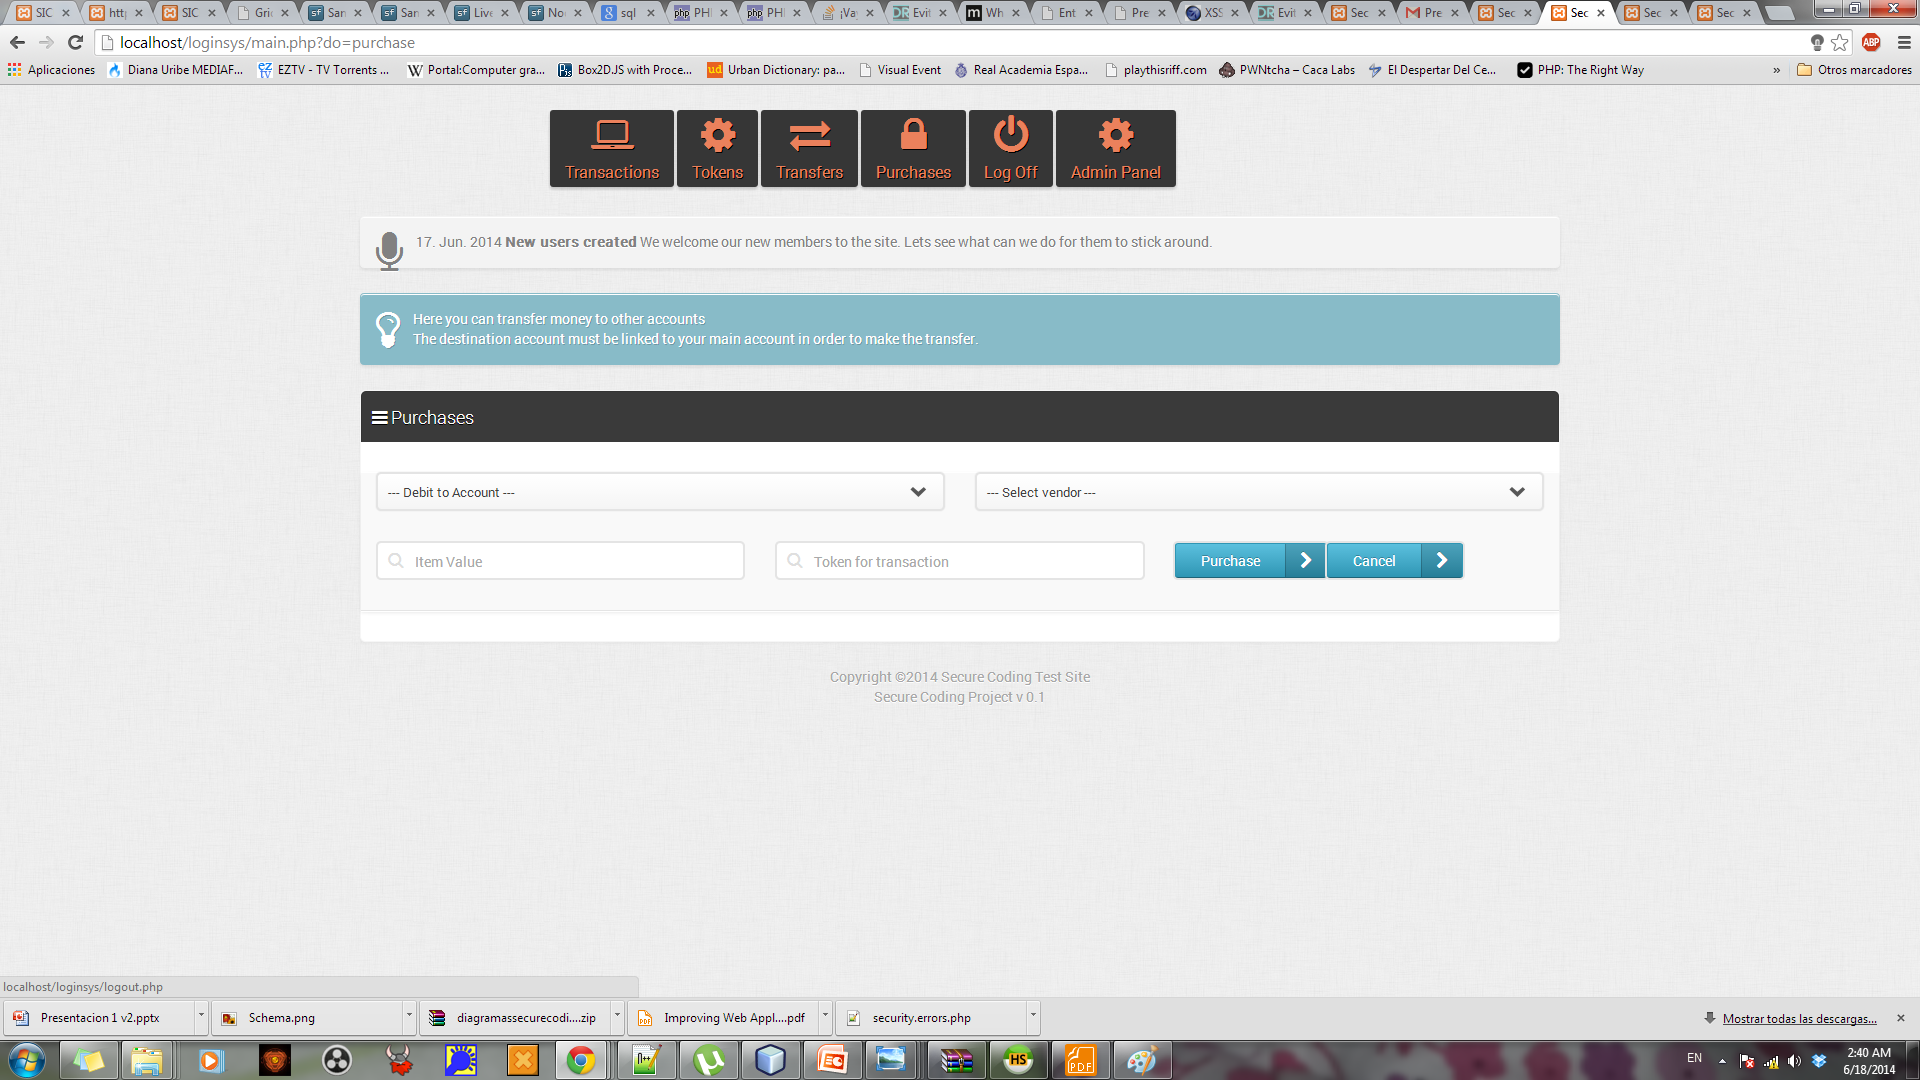 SIC
htt
SIC
Gri
San
San
Live
No
sql
PH
PH
¡Va
Evit
Wh
Ent
Pre
XSS
Evit
Sec
Pre
Sec
Sec
Sec
Sec
localhost/loginsys/main.php?do=purchase
ABP
Aplicaciones
Diana Uribe MEDIAF...
EZTV - TV Torrents ...
Portal:Computer gra...
Box2D.JS with Proce...
Urban Dictionary: pa...
Visual Event
Real Academia Espa...
playthisriff.com
PWNtcha – Caca Labs
El Despertar Del Ce...
PHP: The Right Way
»
Otros marcadores
Transactions
Tokens
Transfers
Purchases
Log Off
Admin Panel
17. Jun. 2014 New users created We welcome our new members to the site. Lets see what can we do for them to stick around.
Here you can transfer money to other accounts
The destination account must be linked to your main account in order to make the transfer.
Purchases
--- Debit to Account ---
--- Select vendor ---
Item Value
Token for transaction
Purchase
Cancel
Copyright ©2014 Secure Coding Test Site
Secure Coding Project v 0.1
localhost/loginsys/logout.php
Presentacion 1 v2.pptx
Schema.png
diagramassecurecodi....zip
Improving Web Appl....pdf
security.errors.php
Mostrar todas las descargas...
EN
2:40 AM
6/18/2014